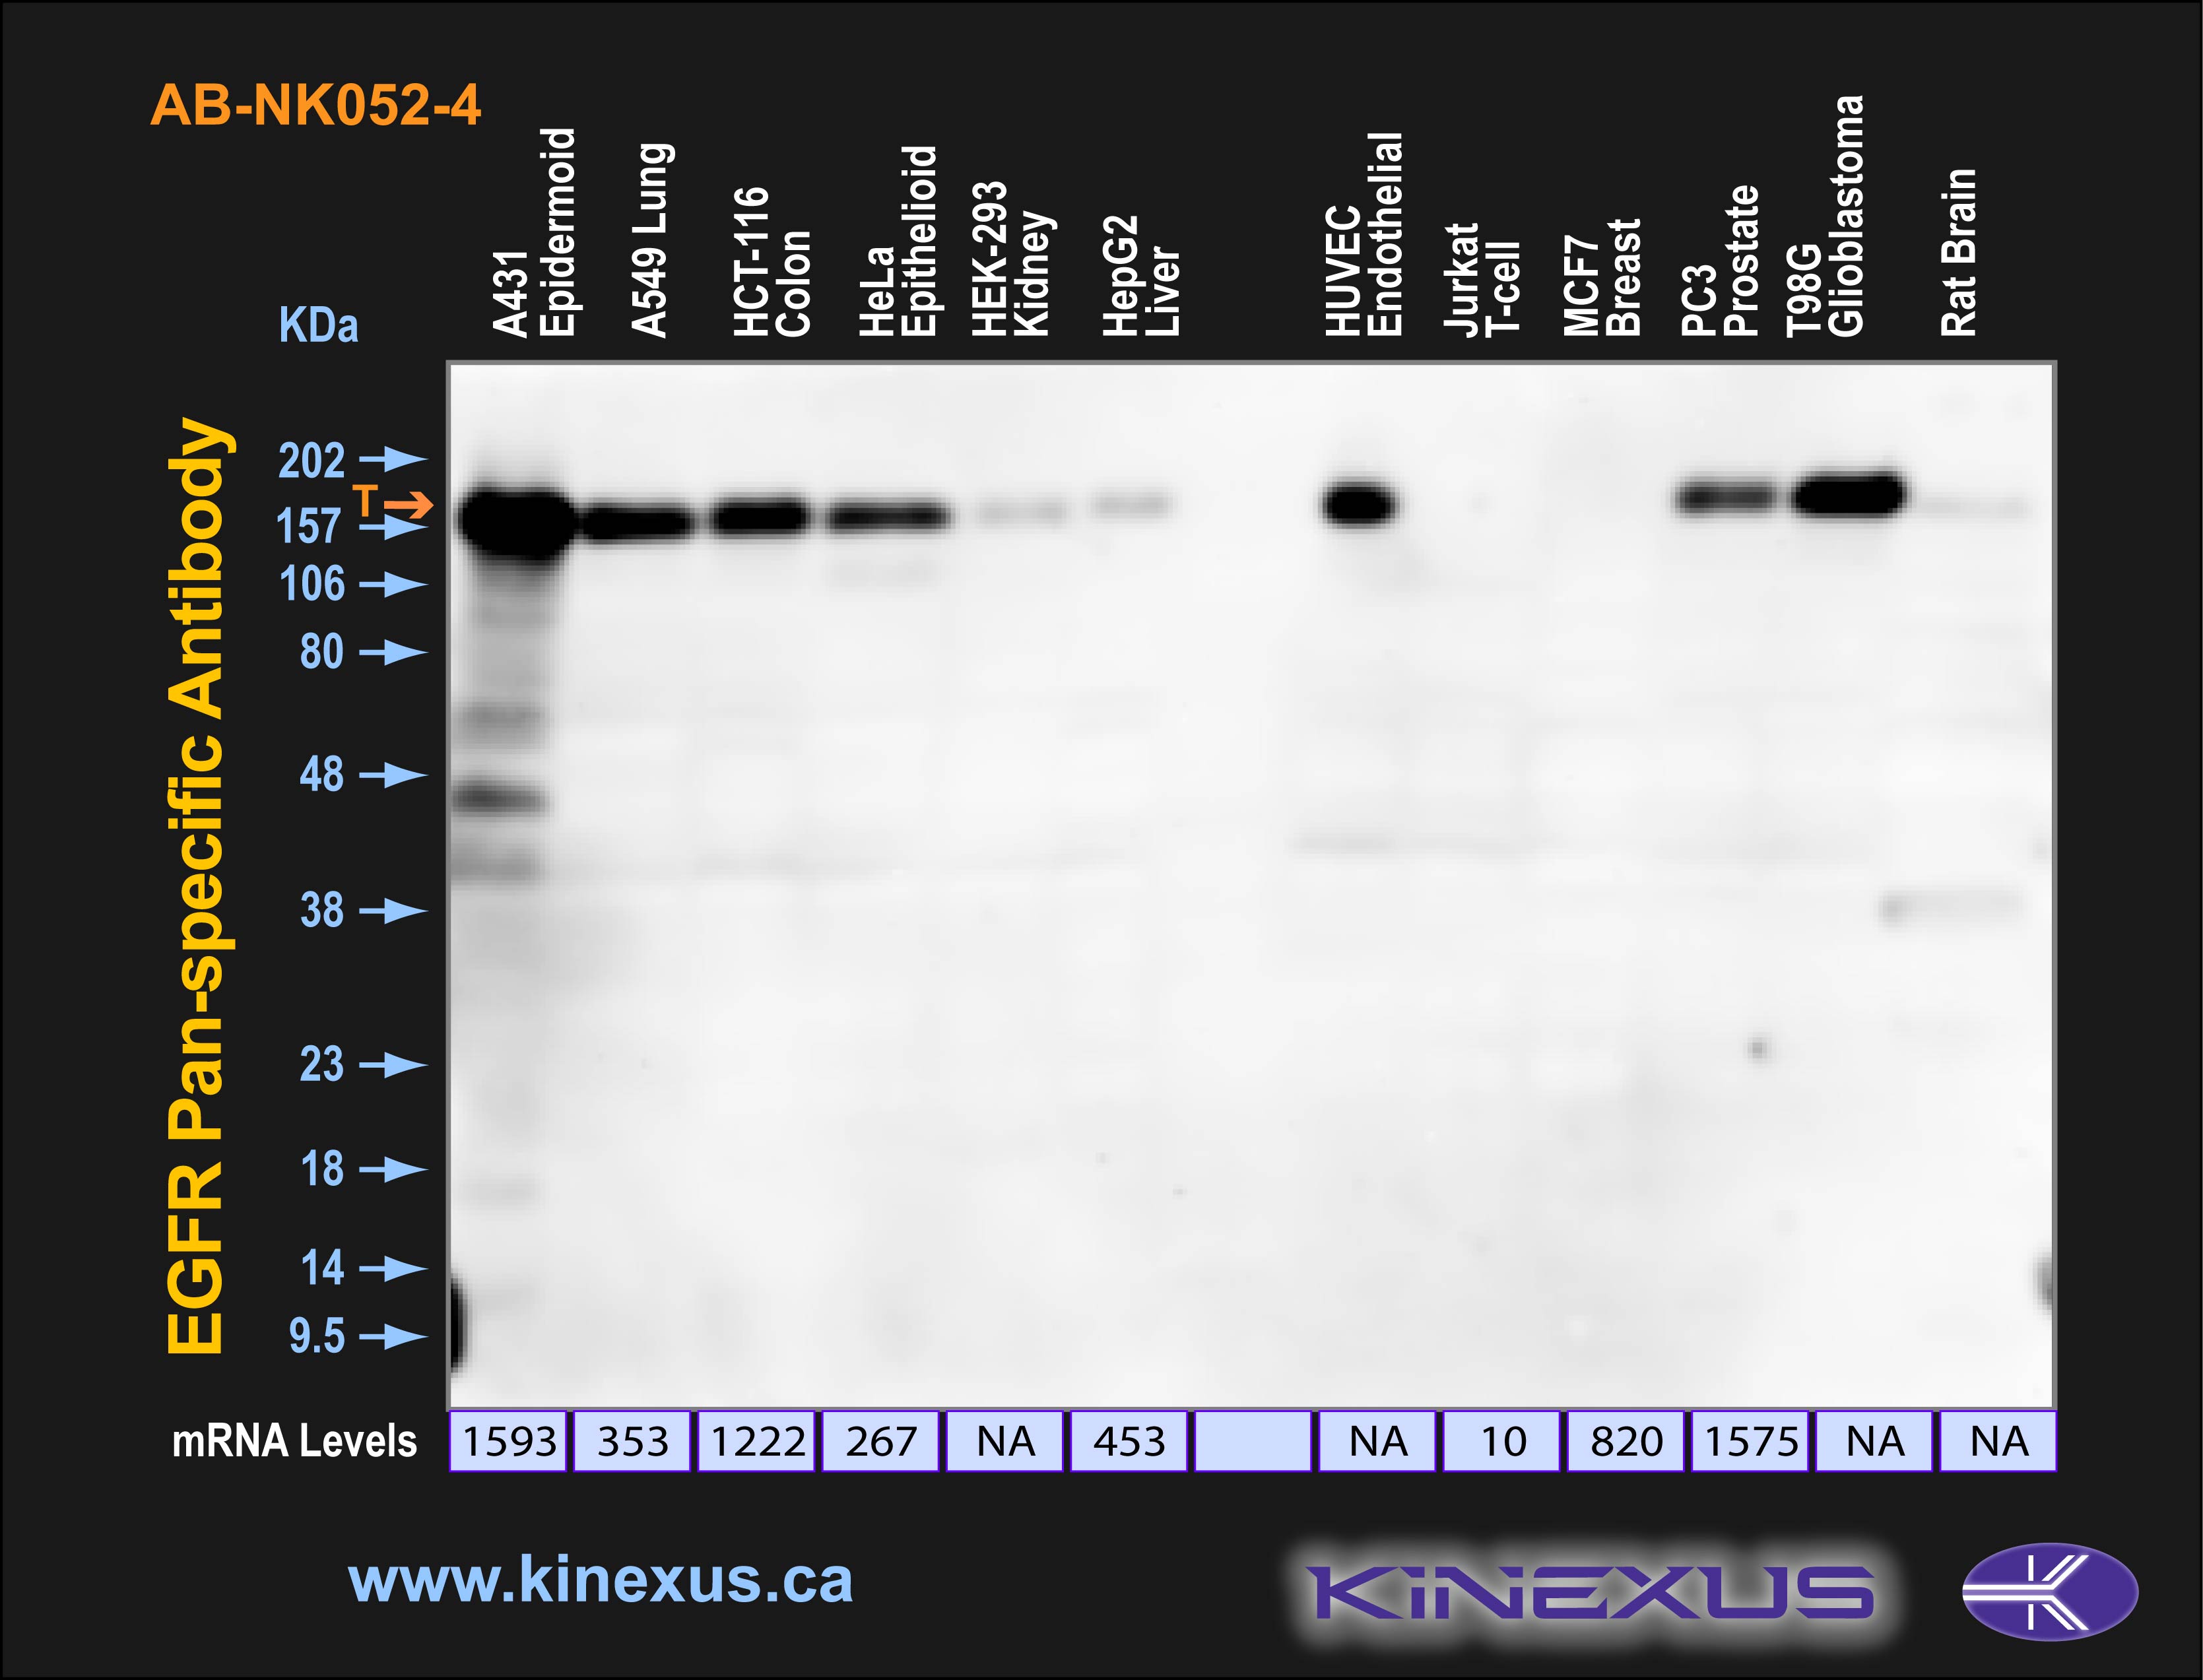 AB-NK052-4
A431
Epidermoid
A549 Lung
HCT-116
Colon
HeLa
Epithelioid
HEK-293
Kidney
HepG2
Liver
HUVEC
Endothelial
Jurkat
T-cell
MCF7
Breast
PC3
Prostate
T98G
Glioblastoma
Rat Brain
KDa
EGFR Pan-specific Antibody
202
T
157
106
80
48
38
23
18
14
9.5
mRNA Levels 1593 353 1222 267 NA 453 NA 10 820 1575 NA NA
www.kinexus.ca
KiNEXUS
K